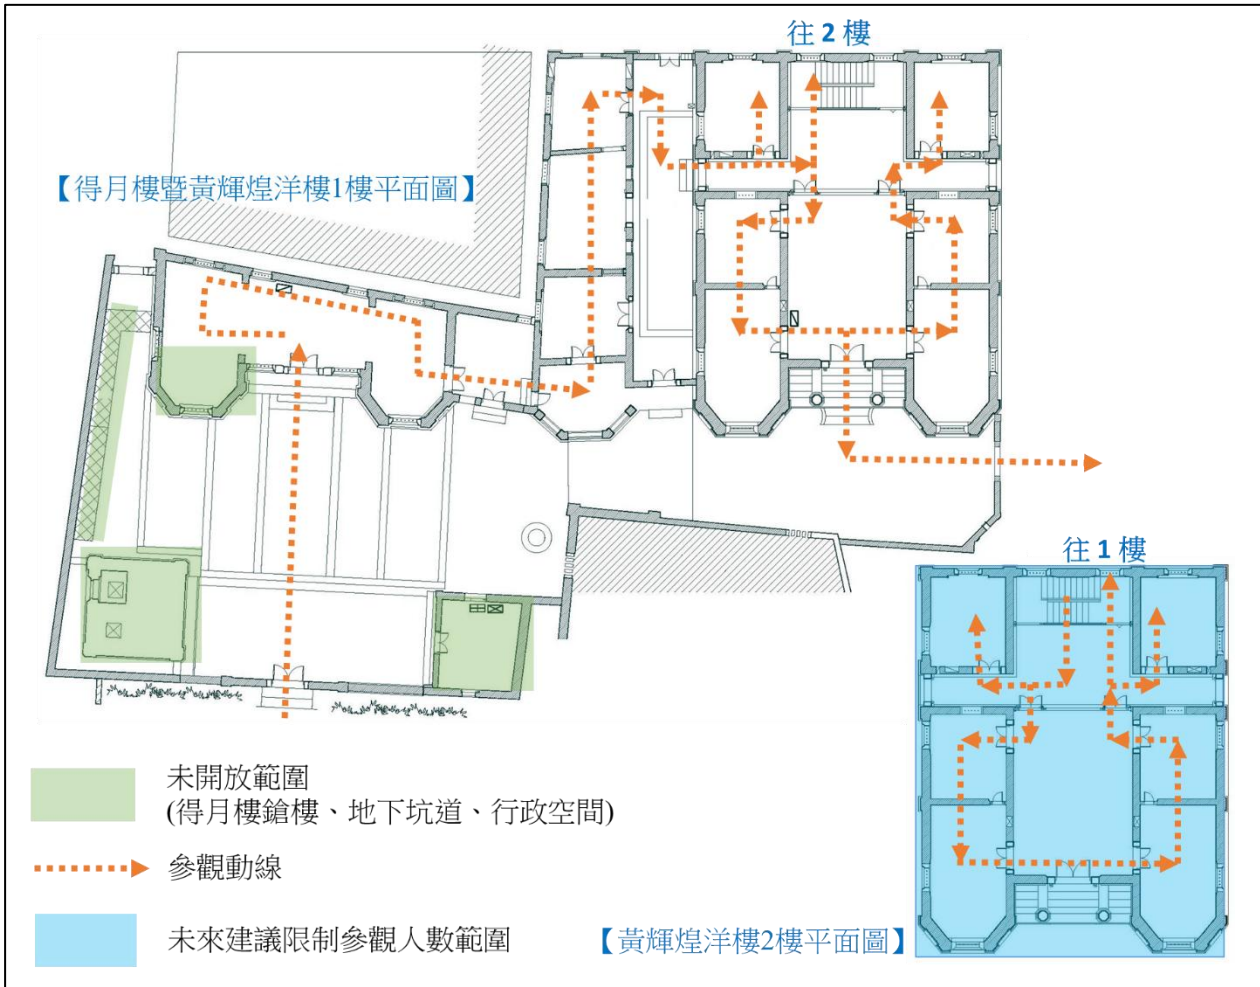 往 2 樓
【得月樓暨黃輝煌洋樓1樓平面圖】
往 1 樓
未開放範圍
(得月樓鎗樓、地下坑道、行政空間)
參觀動線
未來建議限制參觀人數範圍
【黃輝煌洋樓2樓平面圖】